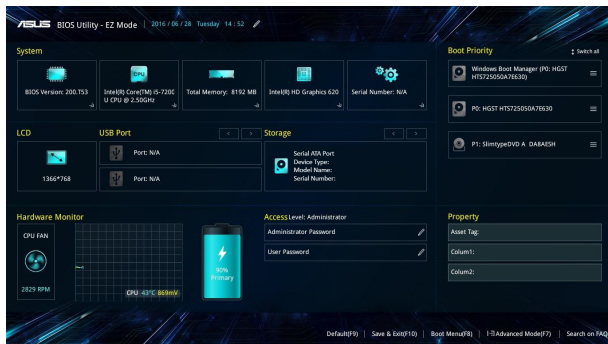 ASUS BIOS Utility - EZ Mode 2016/06/28 Tuesday 14:52
System
BIOS Version: 200.T53
Intel(R) Core(TM) i5-7200
U CPU @ 2.50GHz
Total Memory: 8192 MB
Intel(R) HD Graphics 620
Serial Number: N/A
Boot Priority
Switch all
Windows Boot Manager (P0: HGST
HTS725050A7E630)
P0: HGST HTS725050A7E630
P1: SlimtypeDVD A DA8AESH
LCD
1366*768
USB Port
Port: N/A
Port: N/A
Storage
Serial ATA Port
Device Type:
Model Name:
Serial Number:
Hardware Monitor
CPU FAN
2829 RPM
CPU 43°C 869mV
90%
Primary
Access Level: Administrator
Administrator Password
User Password
Property
Asset Tag:
Colum1:
Colum2:
Default(F9) Save & Exit(F10) Boot Menu(F8) Advanced Mode(F7) Search on FAQ